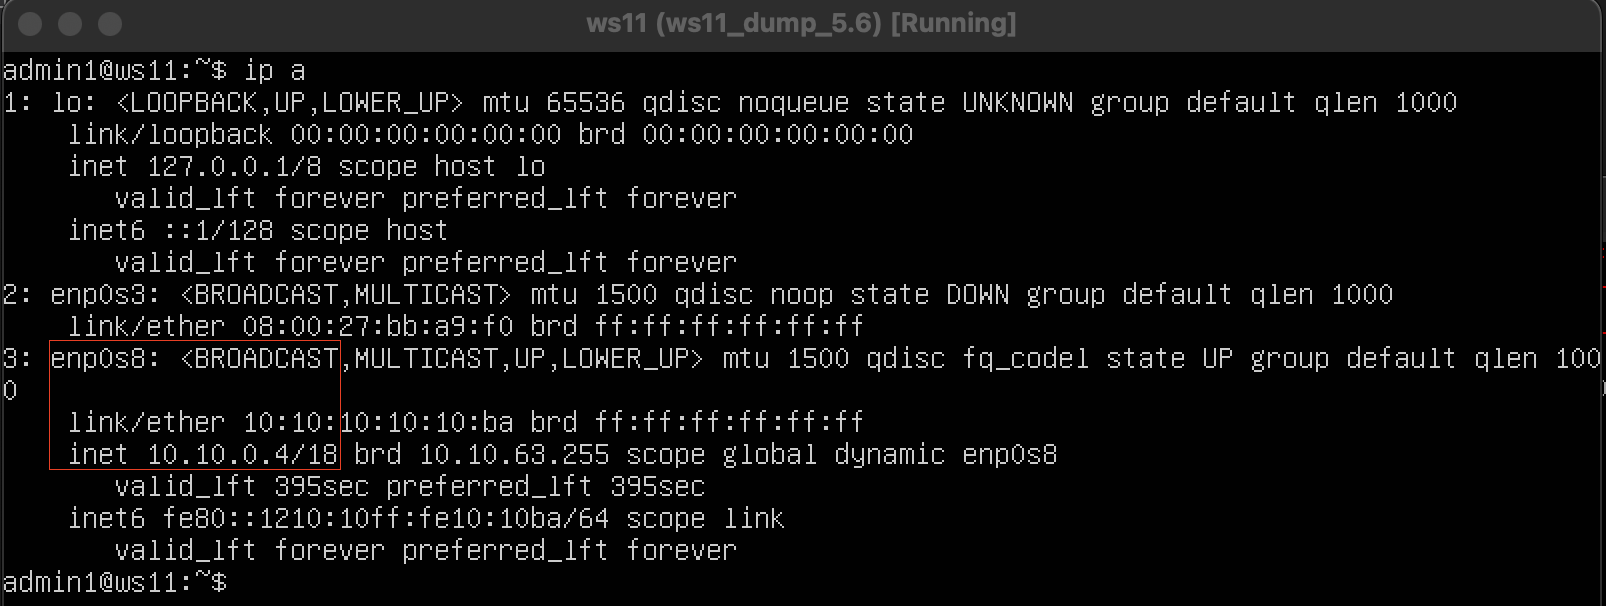 ws11 (ws11_dump_5.6) [Running]
admin1@ws11:~$ ip a
1: lo: <LOOPBACK,UP,LOWER_UP> mtu 65536 qdisc noqueue state UNKNOWN group default qlen 1000
    link/loopback 00:00:00:00:00:00 brd 00:00:00:00:00:00
    inet 127.0.0.1/8 scope host lo
       valid_lft forever preferred_lft forever
    inet6 ::1/128 scope host
       valid_lft forever preferred_lft forever
2: enp0s3: <BROADCAST,MULTICAST> mtu 1500 qdisc noop state DOWN group default qlen 1000
    link/ether 08:00:27:bb:a9:f0 brd ff:ff:ff:ff:ff:ff
3: enp0s8: <BROADCAST,MULTICAST,UP,LOWER_UP> mtu 1500 qdisc fq_codel state UP group default qlen 100
0
    link/ether 10:10:10:10:10:ba brd ff:ff:ff:ff:ff:ff
    inet 10.10.0.4/18 brd 10.10.63.255 scope global dynamic enp0s8
       valid_lft 395sec preferred_lft 395sec
    inet6 fe80::1210:10ff:fe10:10ba/64 scope link
       valid_lft forever preferred_lft forever
admin1@ws11:~$